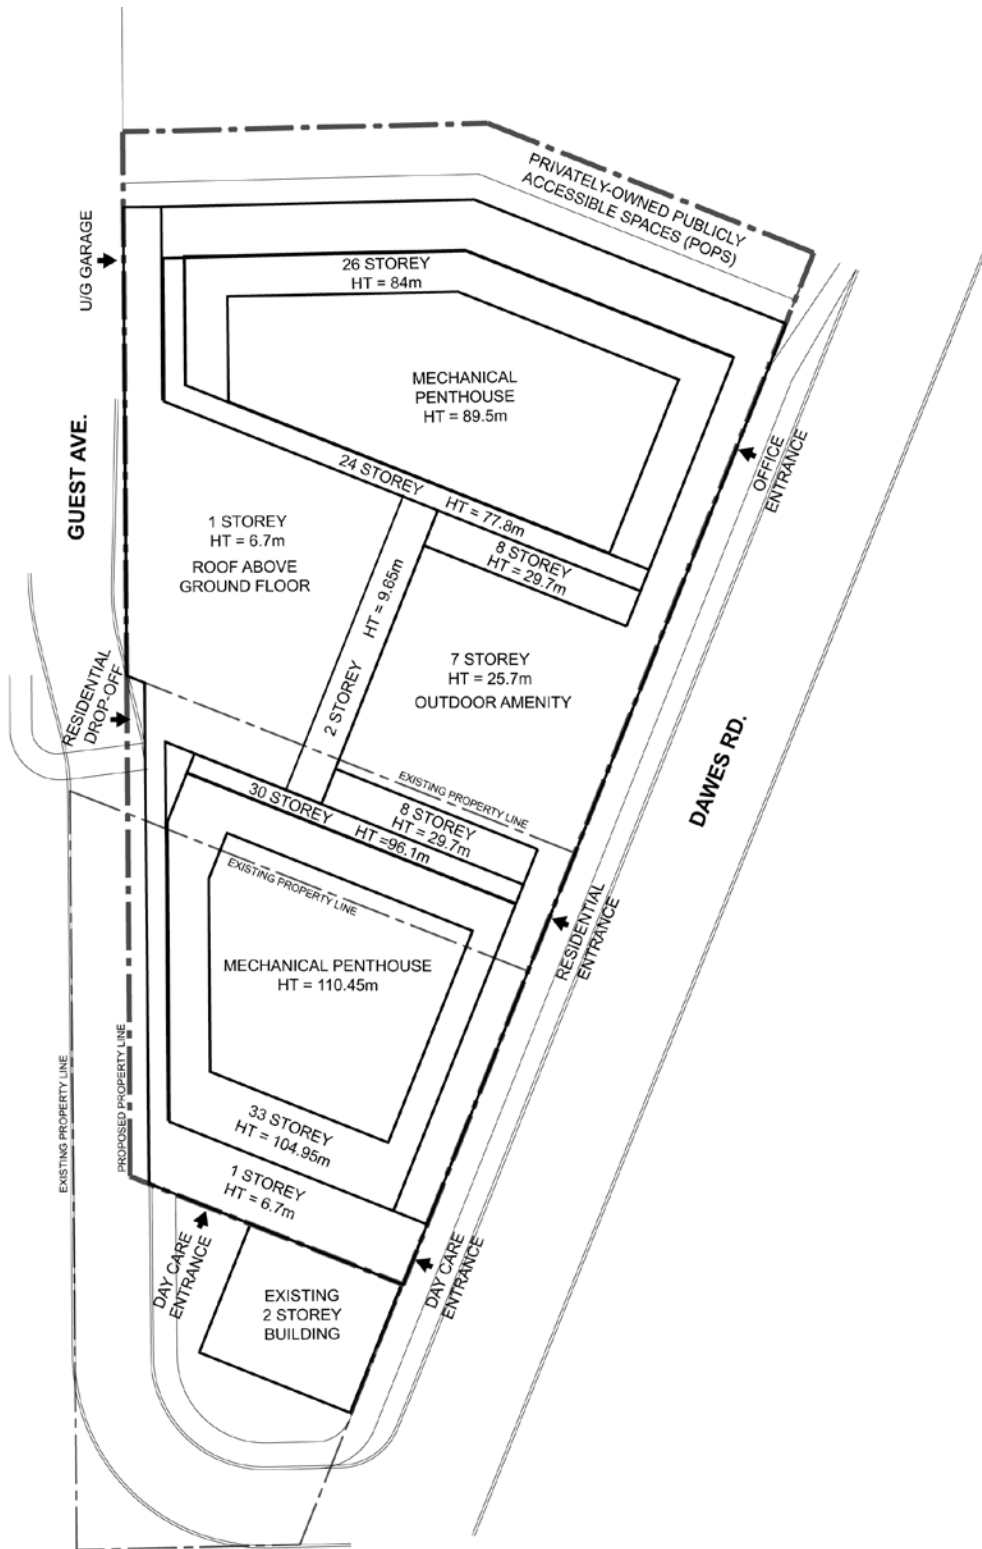 PRIVATELY-OWNED PUBLICLY
ACCESSIBLE SPACES (POPS)
U/G GARAGE
26 STOREY
HT = 84m
MECHANICAL
PENTHOUSE
HT = 89.5m
GUEST AVE.
OFFICE
ENTRANCE
24 STOREY HT = 77.8m
1 STOREY
HT = 6.7m
ROOF ABOVE
GROUND FLOOR
8 STOREY
HT = 29.7m
2 STOREY HT = 9.65m
7 STOREY
HT = 25.7m
OUTDOOR AMENITY
RESIDENTIAL
DROP-OFF
DAWES RD.
EXISTING PROPERTY LINE
30 STOREY HT =96.1m
8 STOREY
HT = 29.7m
EXISTING PROPERTY LINE
RESIDENTIAL
ENTRANCE
MECHANICAL PENTHOUSE
HT = 110.45m
EXISTING PROPERTY LINE
PROPOSED PROPERTY LINE
33 STOREY
HT = 104.95m
1 STOREY
HT = 6.7m
DAY CARE
ENTRANCE
DAY CARE
ENTRANCE
EXISTING
2 STOREY
BUILDING